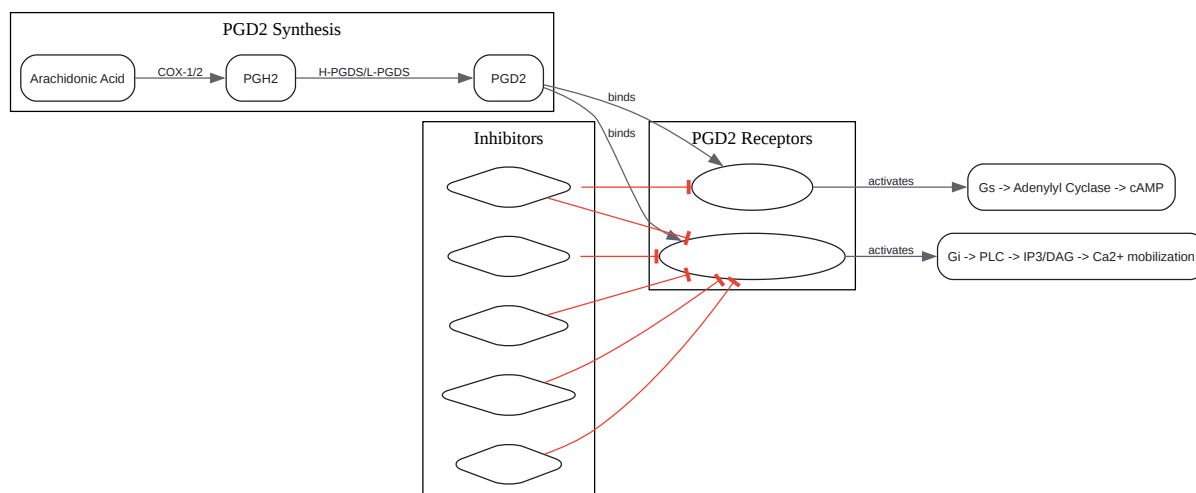 PGD2 Synthesis
Arachidonic Acid
COX-1/2
PGH2
H-PGDS/L-PGDS
PGD2
binds
binds
Inhibitors
PGD2 Receptors
activates
Gs -> Adenylyl Cyclase -> cAMP
activates
Gi -> PLC -> IP3/DAG -> Ca2+ mobilization